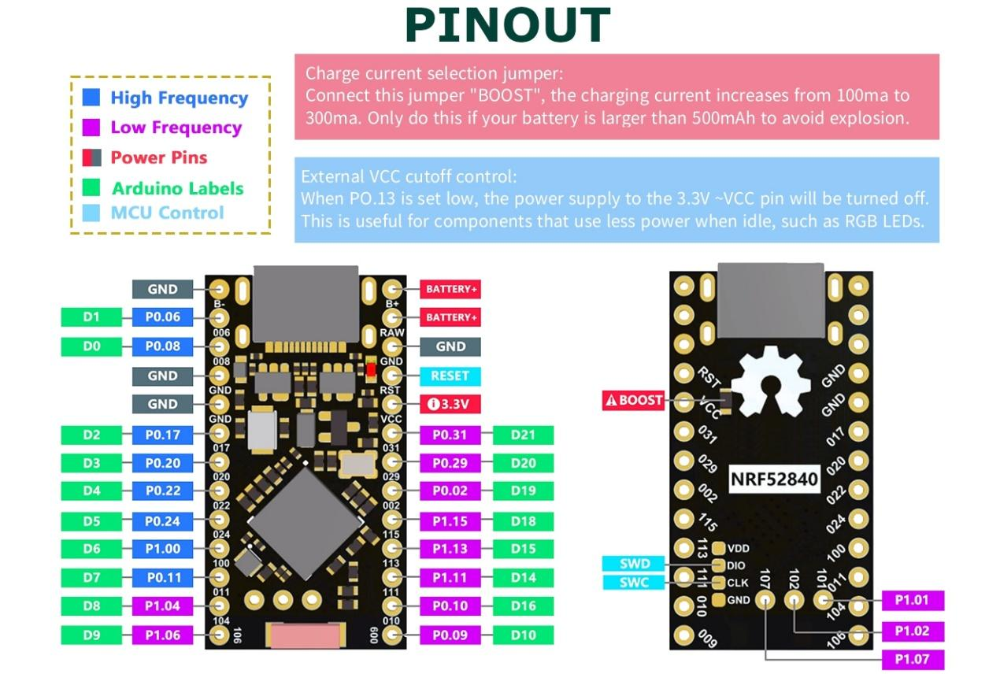 PINOUT
High Frequency
Low Frequency
Power Pins
Arduino Labels
MCU Control
Charge current selection jumper:
Connect this jumper "BOOST", the charging current increases from 100ma to
300ma. Only do this if your battery is larger than 500mAh to avoid explosion.
External VCC cutoff control:
When PO.13 is set low, the power supply to the 3.3V ~VCC pin will be turned off.
This is useful for components that use less power when idle, such as RGB LEDs.
GND
D1 P0.06
D0 P0.08
GND
GND
D2 P0.17
D3 P0.20
D4 P0.22
D5 P0.24
D6 P1.00
D7 P0.11
D8 P1.04
D9 P1.06
B-
006
008
GND
GND
017
020
022
024
100
011
104
106
B+
RAW
GND
RST
VCC
031
029
002
115
113
111
010
009
BATTERY+
BATTERY+
GND
RESET
3.3V
P0.31 D21
P0.29 D20
P0.02 D19
P1.15 D18
P1.13 D15
P1.11 D14
P0.10 D16
P0.09 D10
BOOST
SWD
SWC
RST
VCC
031
029
002
115
113
111
010
009
NRF52840
VDD
DIO
CLK
GND
107
102
101
GND
GND
017
020
022
024
100
011
104
106
P1.01
P1.02
P1.07